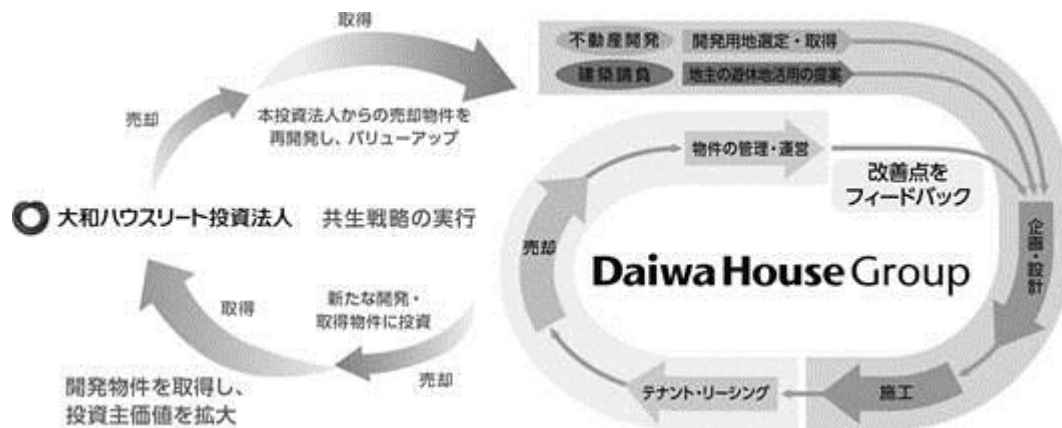 取得
売却
本投資法人からの売却物件を
再開発し、バリューアップ
大和ハウスリート投資法人
共生戦略の実行
取得
新たな開発・
取得物件に投資
売却
開発物件を取得し、
投資主価値を拡大
不動産開発
開発用地選定・取得
建築請負
地主の遊休地活用の提案
物件の管理・運営
改善点を
フィードバック
企画・設計
売却
Daiwa House Group
テナント・リーシング
施工